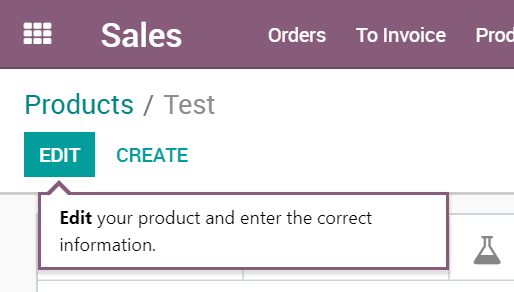 Sales Orders To Invoice Prod
Products / Test
EDIT CREATE
Edit your product and enter the correct
information.